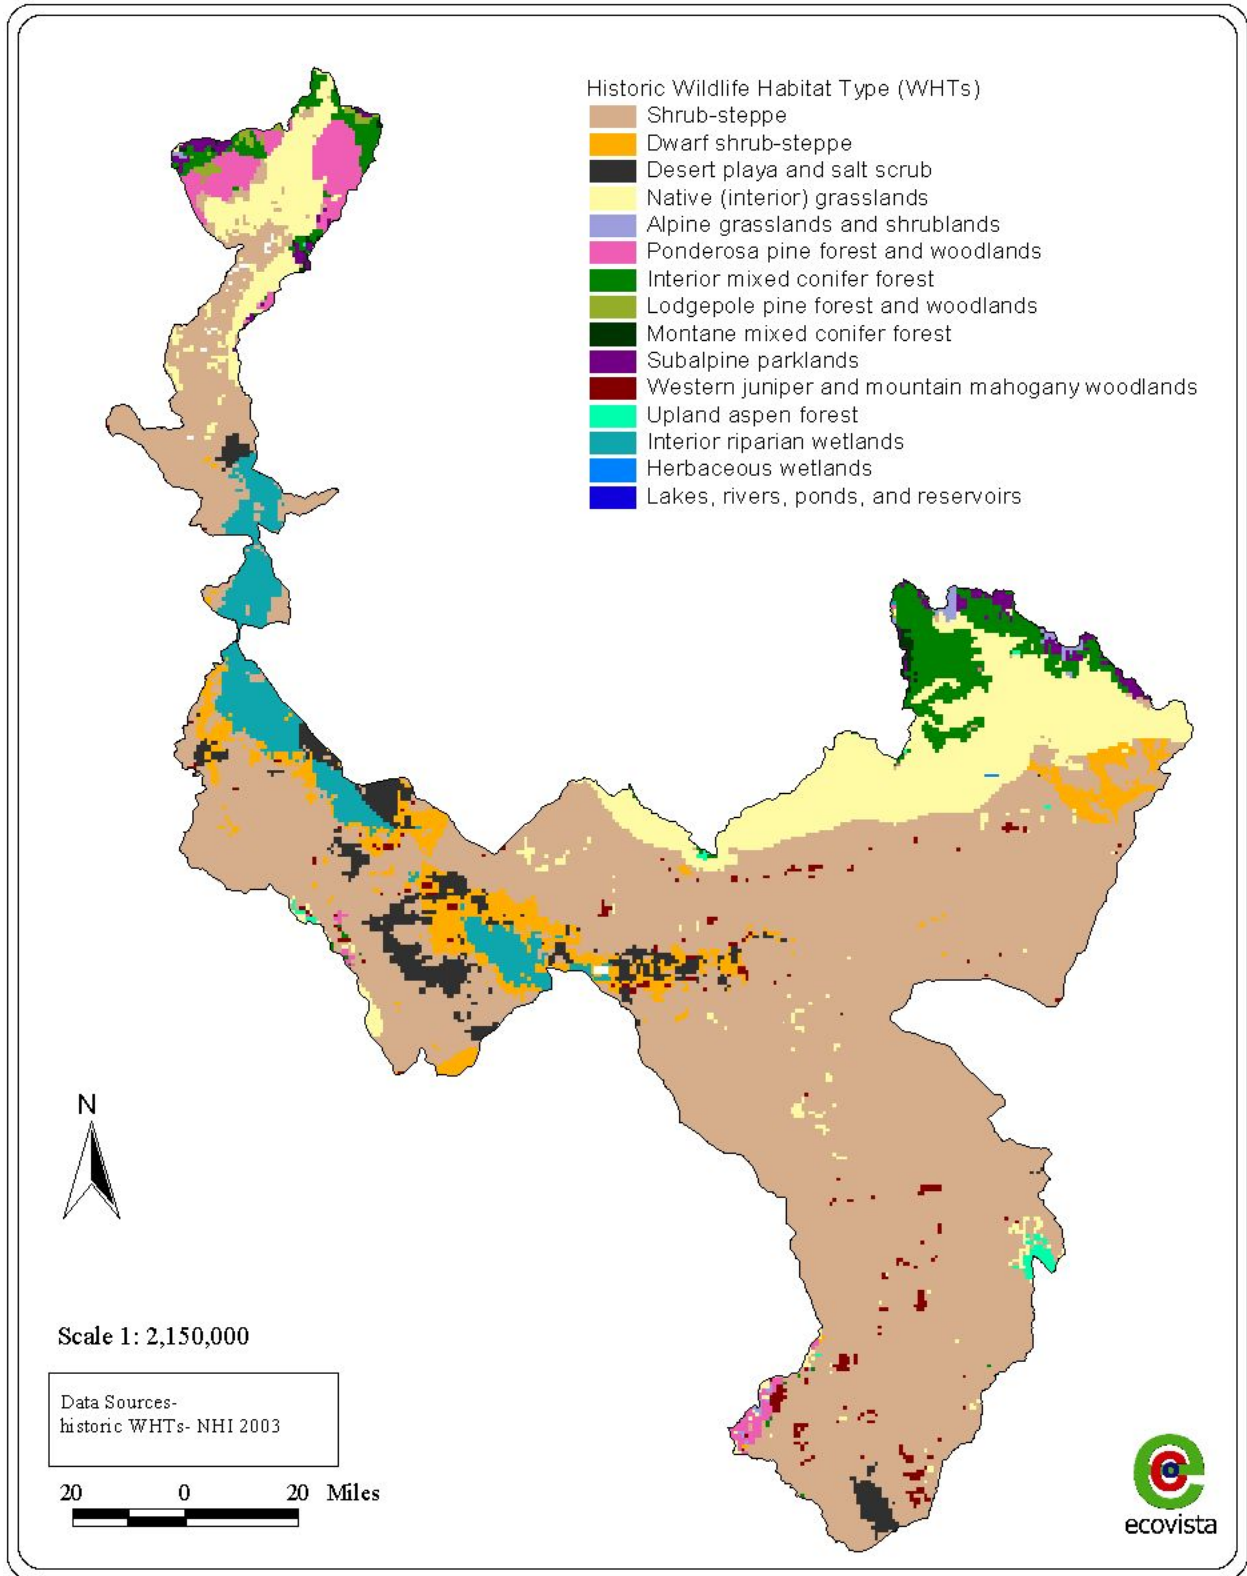 Historic Wildlife Habitat Type (WHTs)
Shrub-steppe
Dwarf shrub-steppe
Desert playa and salt scrub
Native (interior) grasslands
Alpine grasslands and shrublands
Ponderosa pine forest and woodlands
Interior mixed conifer forest
Lodgepole pine forest and woodlands
Montane mixed conifer forest
Subalpine parklands
Western juniper and mountain mahogany woodlands
Upland aspen forest
Interior riparian wetlands
Herbaceous wetlands
Lakes, rivers, ponds, and reservoirs
N
Scale 1: 2,150,000
Data Sources-
historic WHTs- NHI 2003
20 0 20 Miles
ecovista